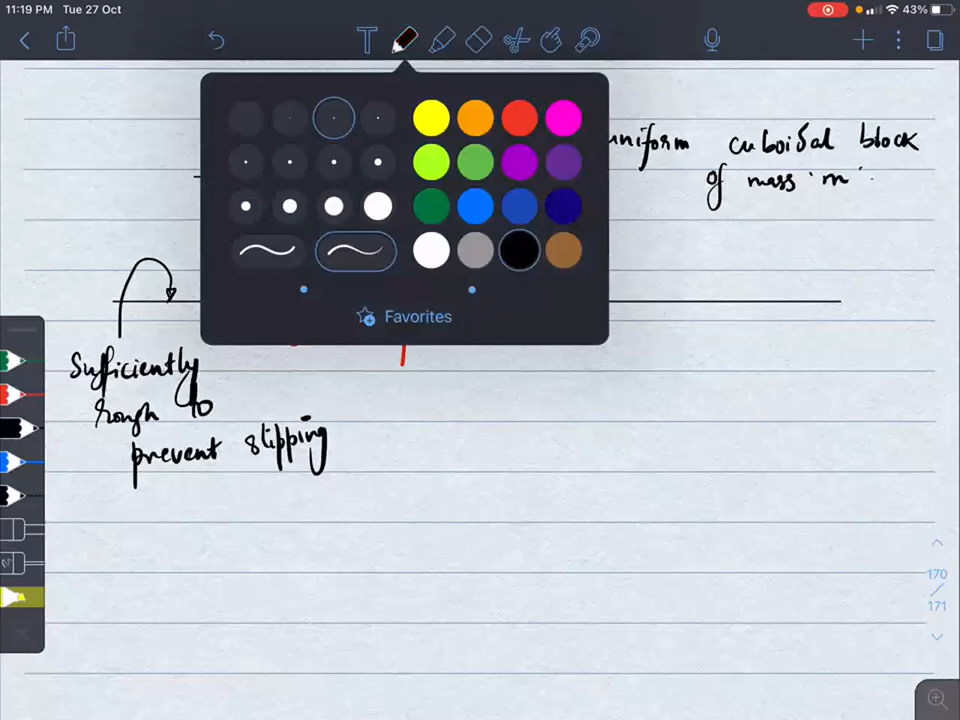 11:19 PM Tue 27 Oct
43%
T
uniform cuboidal block
of mass 'm'.
Favorites
Sufficiently
rough to
prevent slipping
170
/
171